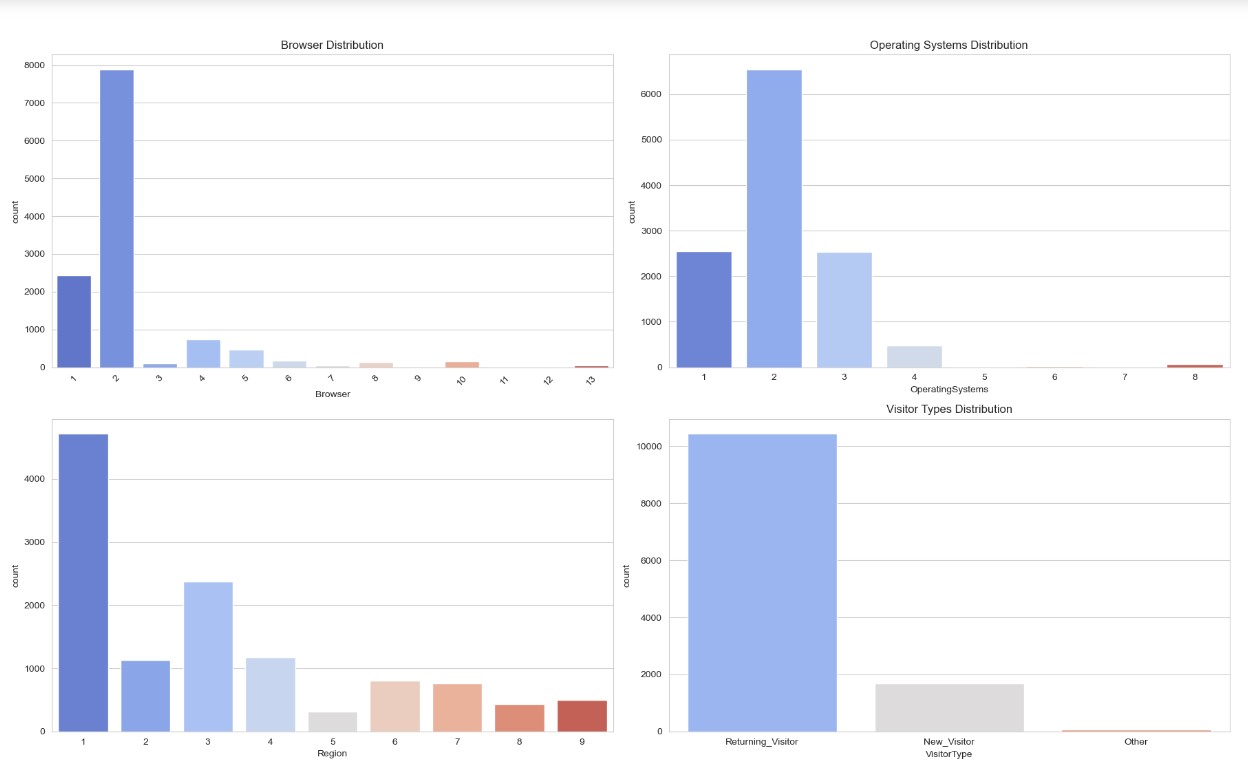 Browser Distribution
8000
7000
6000
5000
4000
3000
2000
1000
0
count
1 2 3 4 5 6 7 8 9 10 11 12 13
Browser
Operating Systems Distribution
6000
5000
4000
3000
2000
1000
0
count
1 2 3 4 5 6 7 8
OperatingSystems
4000
3000
2000
1000
0
count
1 2 3 4 5 6 7 8 9
Region
Visitor Types Distribution
10000
8000
6000
4000
2000
0
count
Returning_Visitor New_Visitor Other
VisitorType